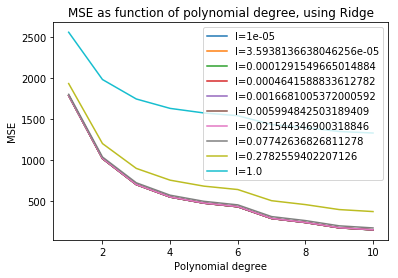 MSE as function of polynomial degree, using Ridge
2500
2000
1500
1000
500
MSE
l=1e-05
l=3.5938136638046256e-05
l=0.0001291549665014884
l=0.0004641588833612782
l=0.0016681005372000592
l=0.005994842503189409
l=0.021544346900318846
l=0.07742636826811278
l=0.2782559402207126
l=1.0
2 4 6 8 10
Polynomial degree